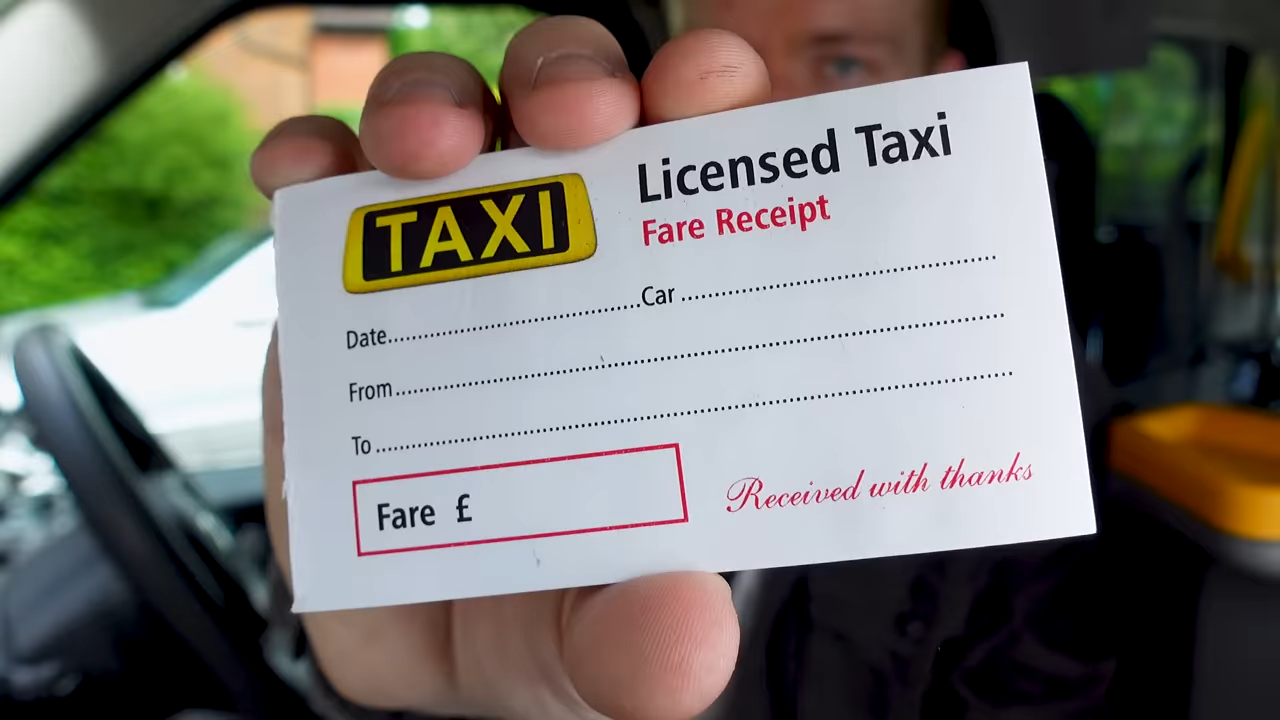 TAXI
Licensed Taxi
Fare Receipt
Date..........................................Car ......................................................
From.......................................................................................................
To ..........................................................................................................
Fare £
Received with thanks